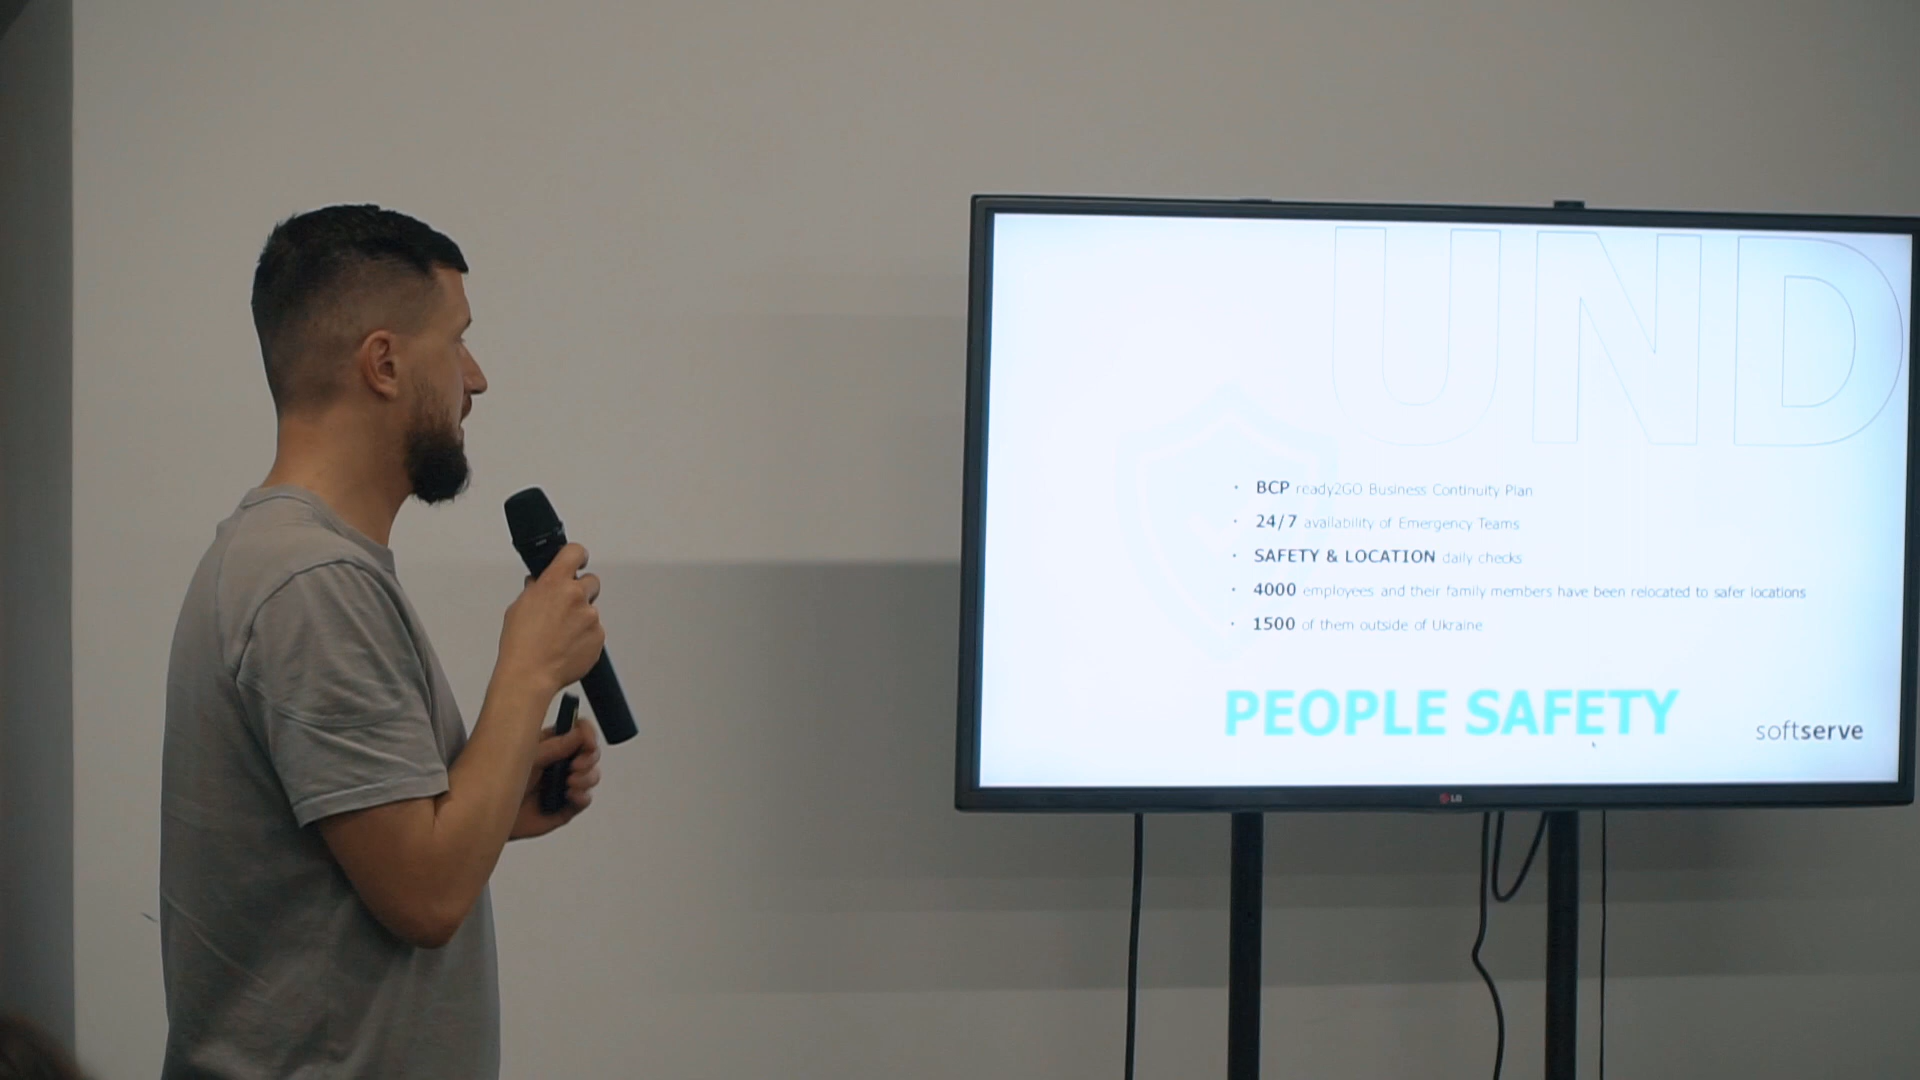 UND
• BCP ready2GO Business Continuity Plan
• 24/7 availability of Emergency Teams
• SAFETY & LOCATION daily checks
• 4000 employees and their family members have been relocated to safer locations
• 1500 of them outside of Ukraine
PEOPLE SAFETY
softserve
LG